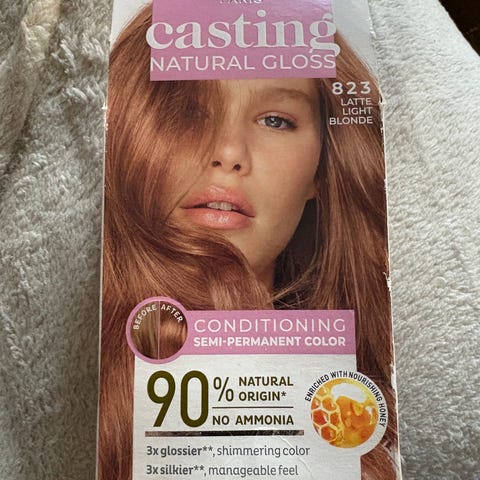 PARIS
casting
NATURAL GLOSS
823
LATTE
LIGHT
BLONDE
BEFORE AFTER
CONDITIONING
SEMI-PERMANENT COLOR
90% NATURAL
ORIGIN*
NO AMMONIA
ENRICHED WITH NOURISHING HONEY
3x glossier**, shimmering color
3x silkier**, manageable feel